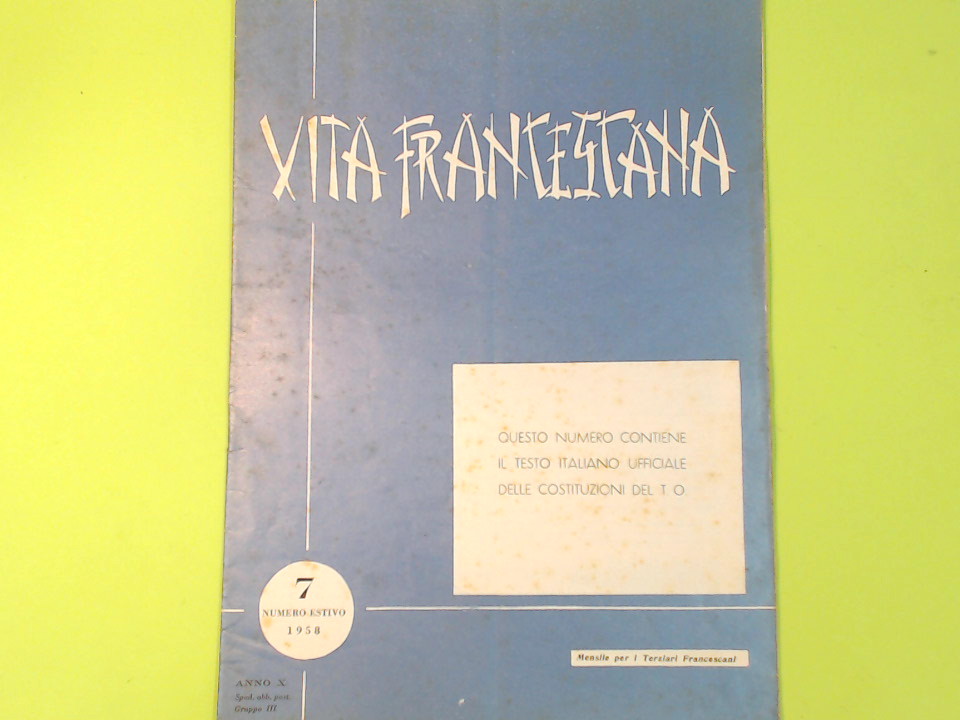 VITA FRANCESCANA
QUESTO NUMERO CONTIENE
IL TESTO ITALIANO UFFICIALE
DELLE COSTITUZIONI DEL T. O.
7
NUMERO ESTIVO
1958
Mensile per i Terziari Francescani
ANNO X
Sped. abb. post.
Gruppo III